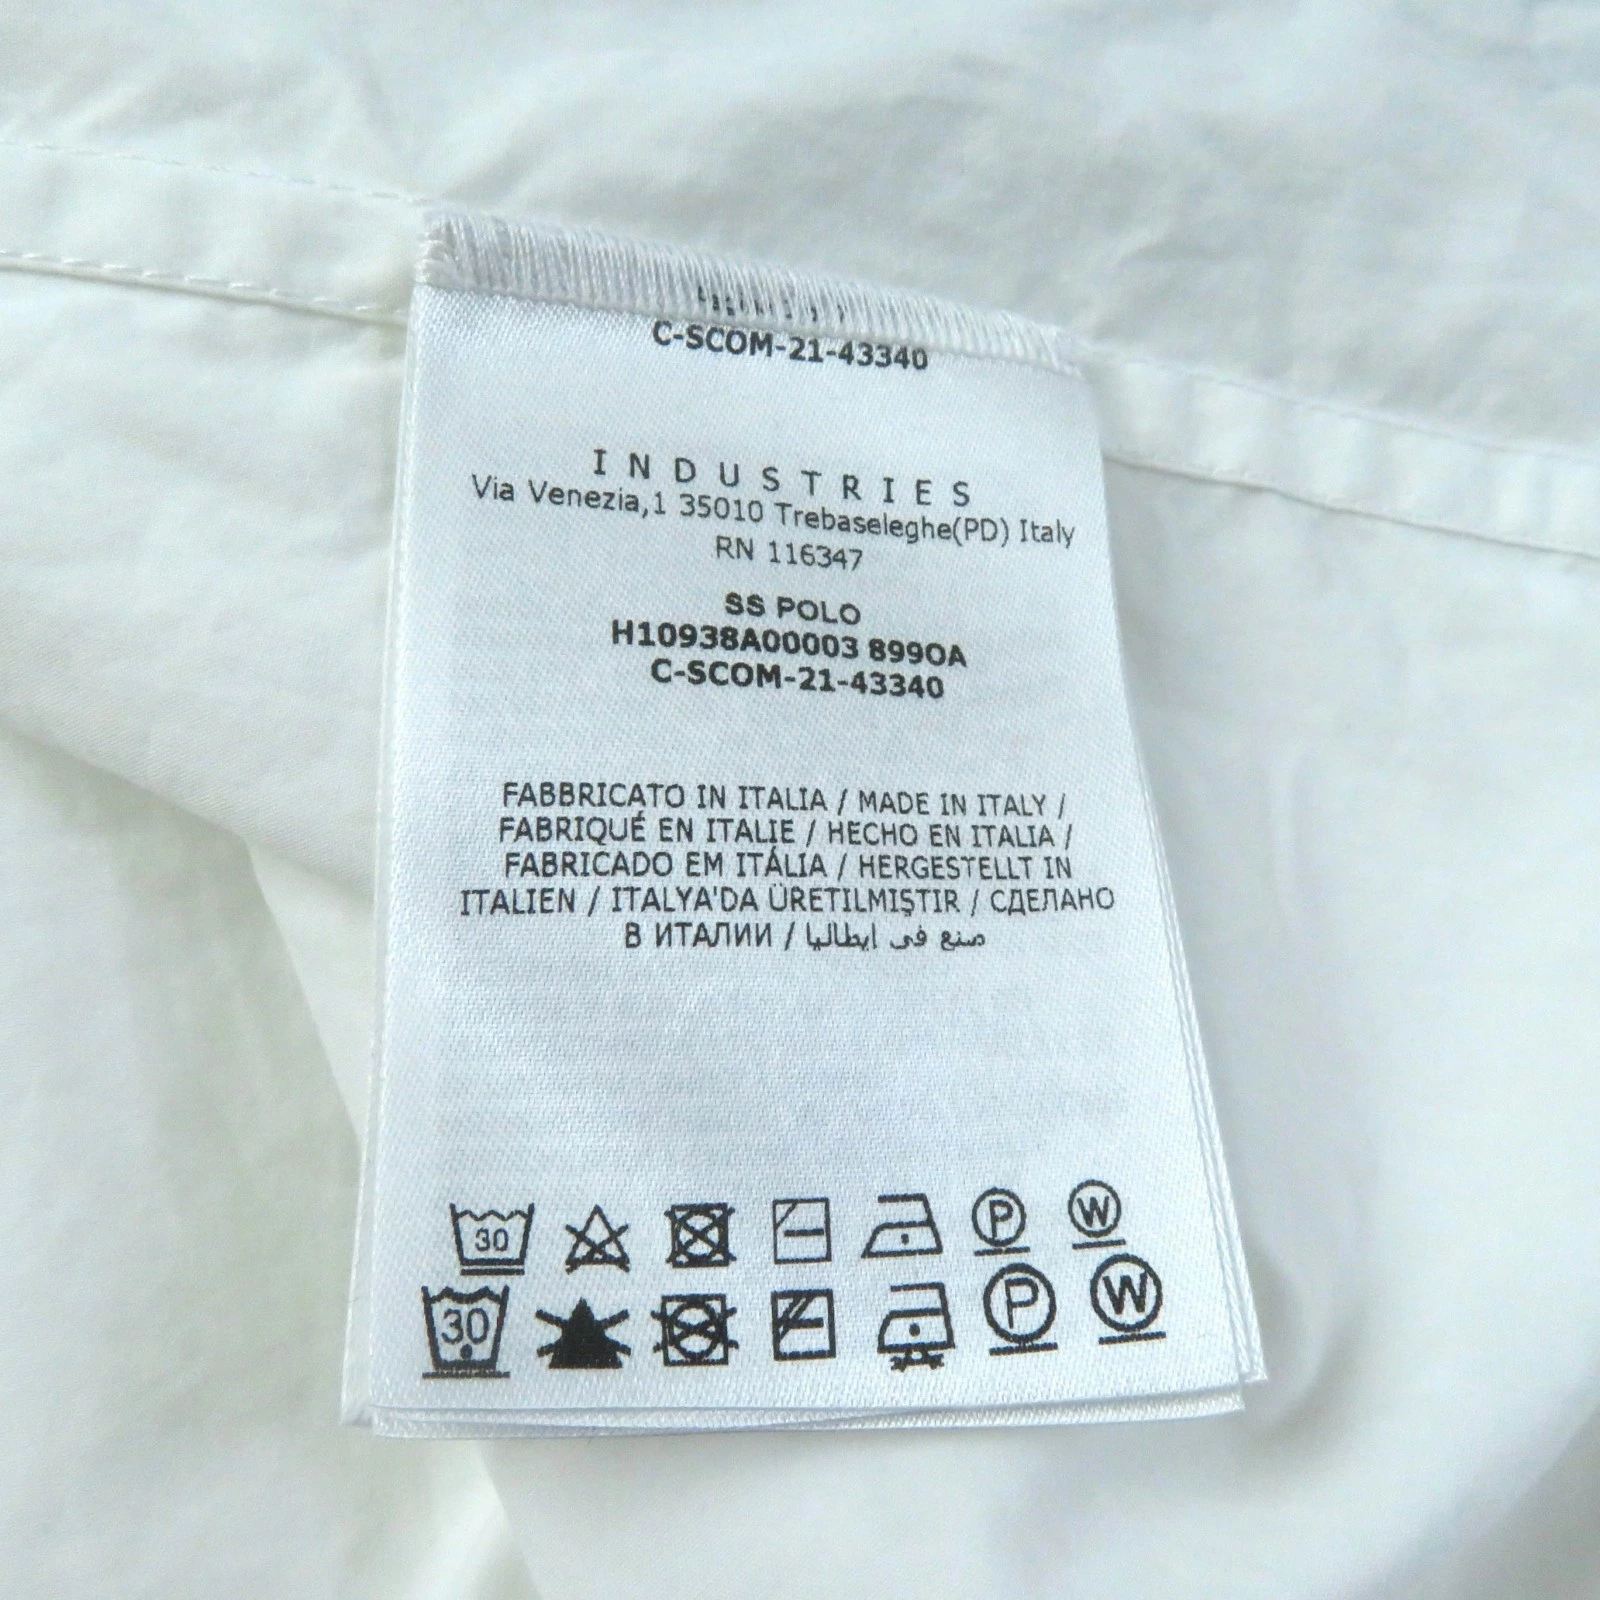 C-SCOM-21-43340
INDUSTRIES
Via Venezia,1 35010 Trebaseleghe(PD) Italy
RN 116347
SS POLO
H10938A00003 899OA
C-SCOM-21-43340
FABBRICATO IN ITALIA / MADE IN ITALY /
FABRIQUÉ EN ITALIE / HECHO EN ITALIA /
FABRICADO EM ITÁLIA / HERGESTELLT IN
ITALIEN / ITALYA'DA ÜRETILMIŞTIR / СДЕЛАНО
В ИТАЛИИ / صنع في ايطاليا
30 P W
30 P W